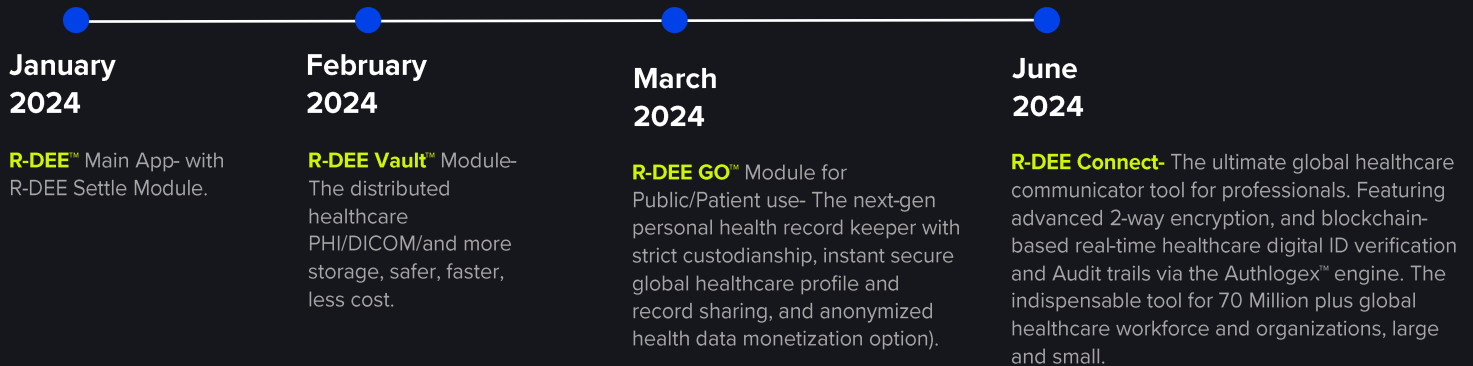 January
2024
R-DEE™ Main App- with
R-DEE Settle Module.
February
2024
R-DEE Vault™ Module-
The distributed
healthcare
PHI/DICOM/and more
storage, safer, faster,
less cost.
March
2024
R-DEE GO™ Module for
Public/Patient use- The next-gen
personal health record keeper with
strict custodianship, instant secure
global healthcare profile and
record sharing, and anonymized
health data monetization option).
June
2024
R-DEE Connect- The ultimate global healthcare
communicator tool for professionals. Featuring
advanced 2-way encryption, and blockchain-
based real-time healthcare digital ID verification
and Audit trails via the Authlogex™ engine. The
indispensable tool for 70 Million plus global
healthcare workforce and organizations, large
and small.